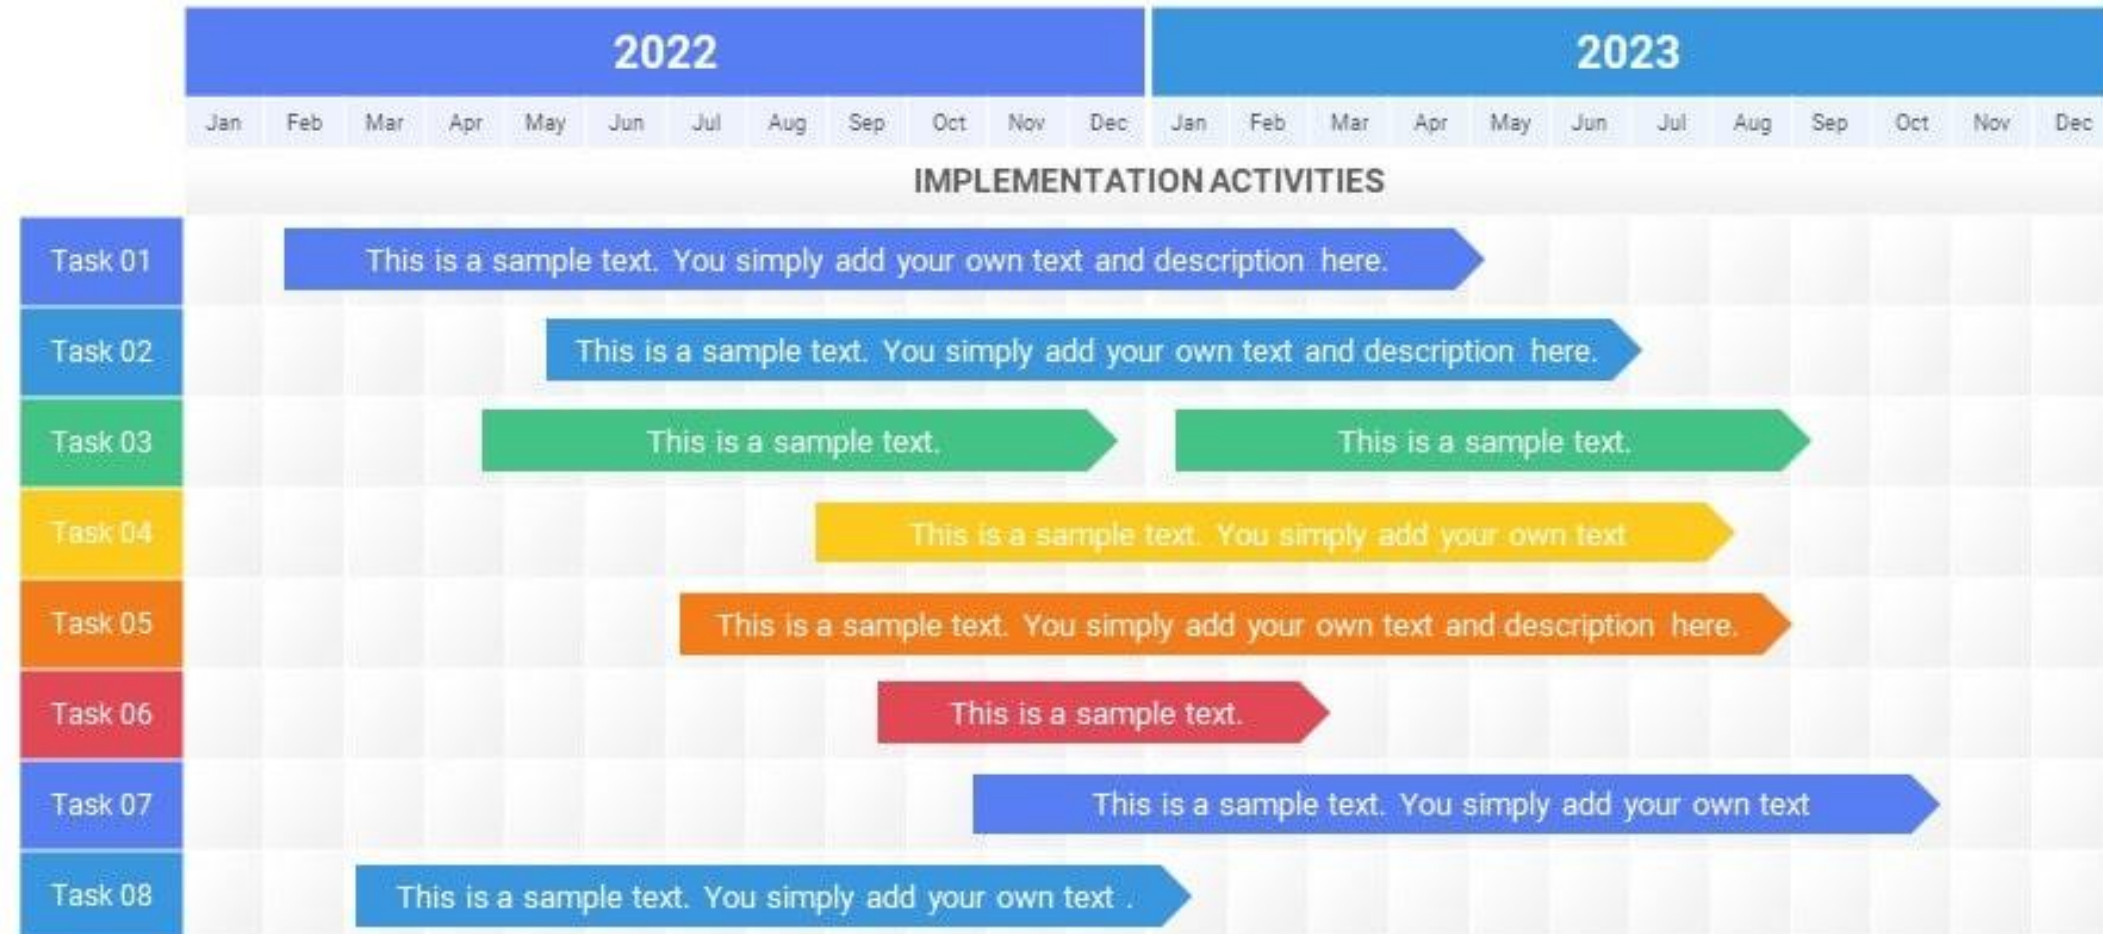 2022 2023
Jan Feb Mar Apr May Jun Jul Aug Sep Oct Nov Dec Jan Feb Mar Apr May Jun Jul Aug Sep Oct Nov Dec
IMPLEMENTATION ACTIVITIES
Task 01 This is a sample text. You simply add your own text and description here.
Task 02 This is a sample text. You simply add your own text and description here.
Task 03 This is a sample text. This is a sample text.
Task 04 This is a sample text. You simply add your own text
Task 05 This is a sample text. You simply add your own text and description here.
Task 06 This is a sample text.
Task 07 This is a sample text. You simply add your own text
Task 08 This is a sample text. You simply add your own text .